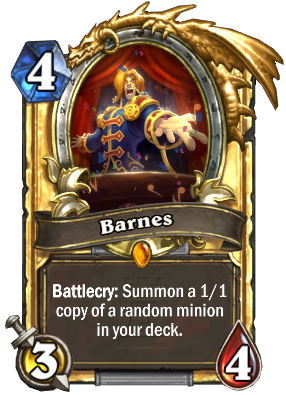 4
Barnes
Battlecry: Summon a 1/1
copy of a random minion
in your deck.
3
4